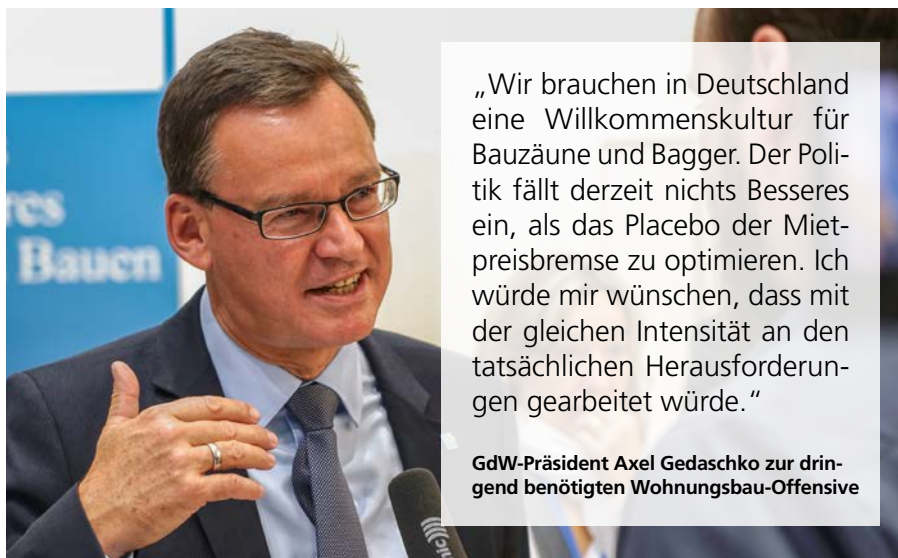 res
Bauen
„Wir brauchen in Deutschland
eine Willkommenskultur für
Bauzäune und Bagger. Der Poli-
tik fällt derzeit nichts Besseres
ein, als das Placebo der Miet-
preisbremse zu optimieren. Ich
würde mir wünschen, dass mit
der gleichen Intensität an den
tatsächlichen Herausforderun-
gen gearbeitet würde.“
GdW-Präsident Axel Gedaschko zur drin-
gend benötigten Wohnungsbau-Offensive